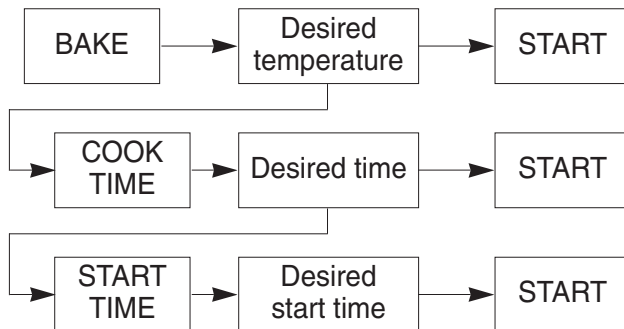 BAKE
Desired
temperature
START
COOK
TIME
Desired time
START
START
TIME
Desired
start time
START